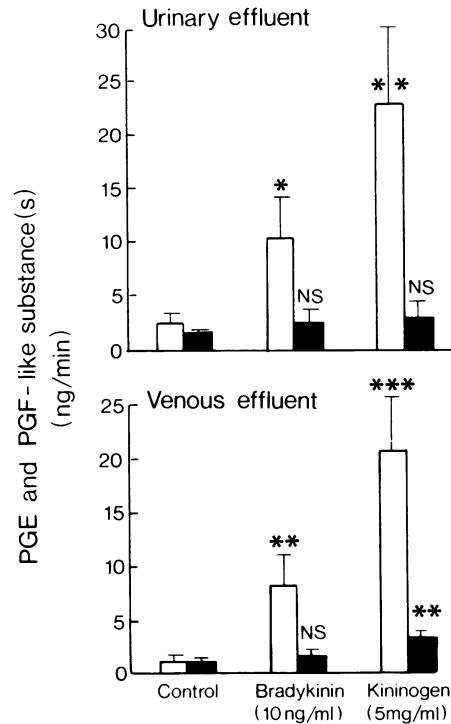 Urinary effluent
30
25
20
15
10
5
0
* *
*
NS
NS
PGE and PGF-like substance(s)
(ng/min)
Venous effluent
25
20
15
10
5
0
***
**
NS
**
Control
Bradykinin
(10ng/ml)
Kininogen
(5mg/ml)